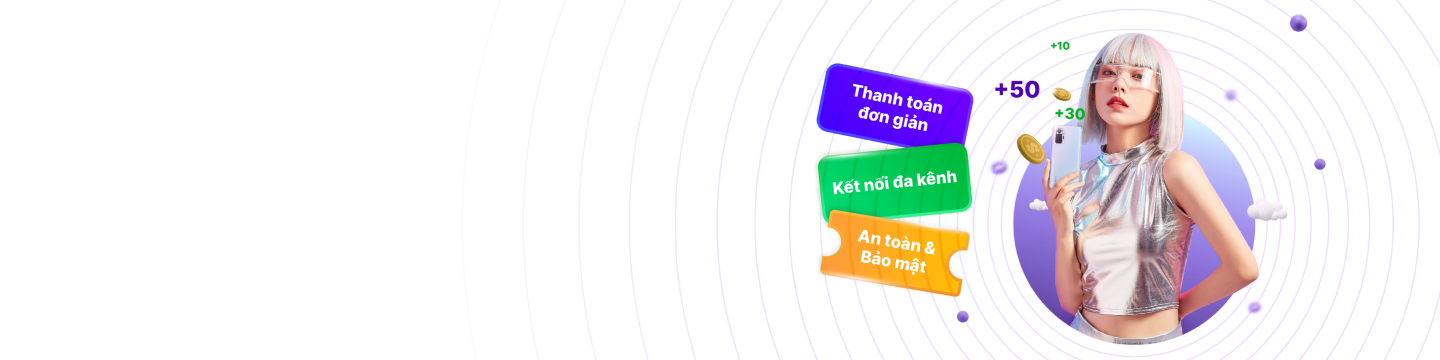 Thanh toán
đơn giản
Kết nối đa kênh
An toàn &
Bảo mật
+10
+50
+30